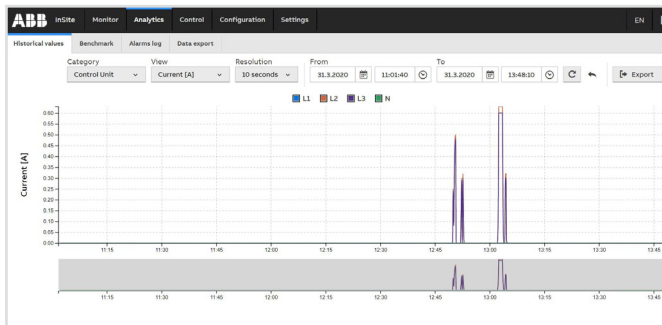 ABB InSite Monitor Analytics Control Configuration Settings EN
Historical values Benchmark Alarms log Data export
Category View Resolution From To
Control Unit Current [A] 10 seconds 31.3.2020 11:01:40 31.3.2020 13:48:10 Export
L1 L2 L3 N
Current [A]
0.60
0.55
0.50
0.45
0.40
0.35
0.30
0.25
0.20
0.15
0.10
0.05
0.00
11:15 11:30 11:45 12:00 12:15 12:30 12:45 13:00 13:15 13:30 13:45
11:15 11:30 11:45 12:00 12:15 12:30 12:45 13:00 13:15 13:30 13:45